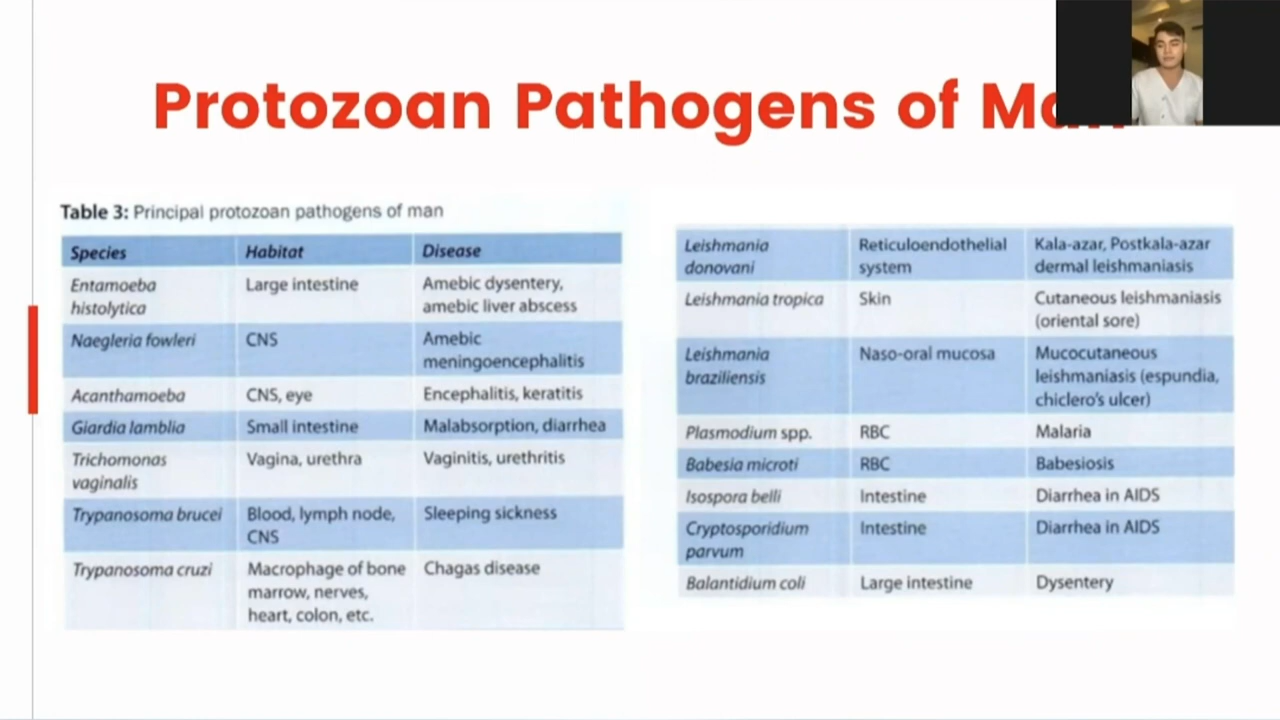 Protozoan Pathogens of Man
Table 3: Principal protozoan pathogens of man
Species Habitat Disease
Entamoeba histolytica Large intestine Amebic dysentery, amebic liver abscess
Naegleria fowleri CNS Amebic meningoencephalitis
Acanthamoeba CNS, eye Encephalitis, keratitis
Giardia lamblia Small intestine Malabsorption, diarrhea
Trichomonas vaginalis Vagina, urethra Vaginitis, urethritis
Trypanosoma brucei Blood, lymph node, CNS Sleeping sickness
Trypanosoma cruzi Macrophage of bone marrow, nerves, heart, colon, etc. Chagas disease
Leishmania donovani Reticuloendothelial system Kala-azar, Postkala-azar dermal leishmaniasis
Leishmania tropica Skin Cutaneous leishmaniasis (oriental sore)
Leishmania braziliensis Naso-oral mucosa Mucocutaneous leishmaniasis (espundia, chiclero's ulcer)
Plasmodium spp. RBC Malaria
Babesia microti RBC Babesiosis
Isospora belli Intestine Diarrhea in AIDS
Cryptosporidium parvum Intestine Diarrhea in AIDS
Balantidium coli Large intestine Dysentery